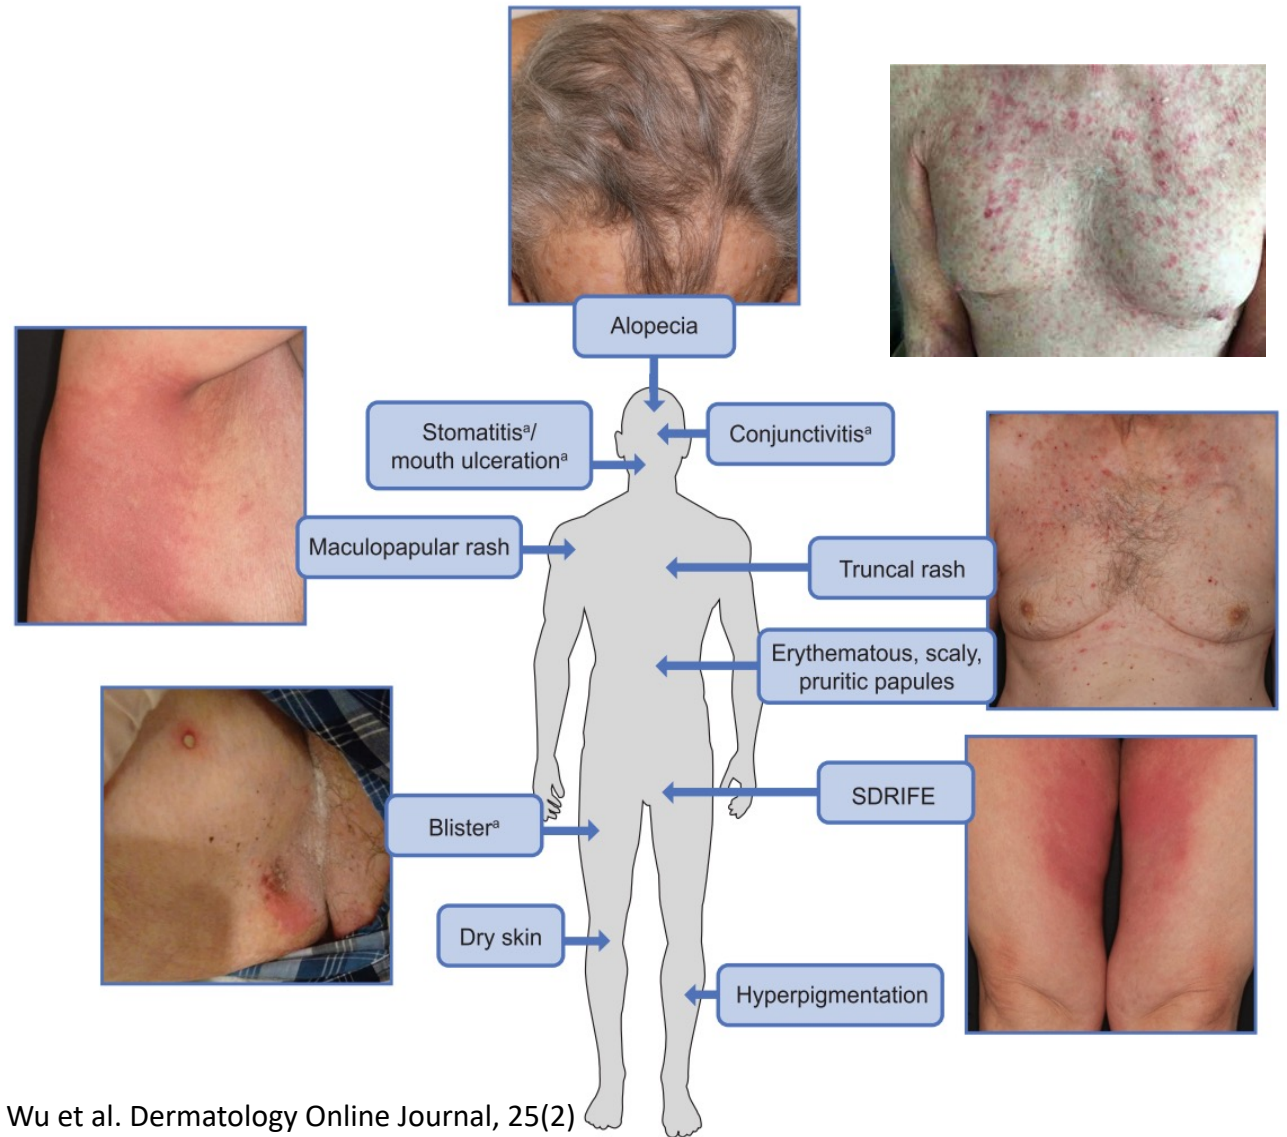 Alopecia
Stomatitisᵃ/
mouth ulcerationᵃ
Conjunctivitisᵃ
Maculopapular rash
Truncal rash
Erythematous, scaly,
pruritic papules
SDRIFE
Blisterᵃ
Dry skin
Hyperpigmentation
Wu et al. Dermatology Online Journal, 25(2)